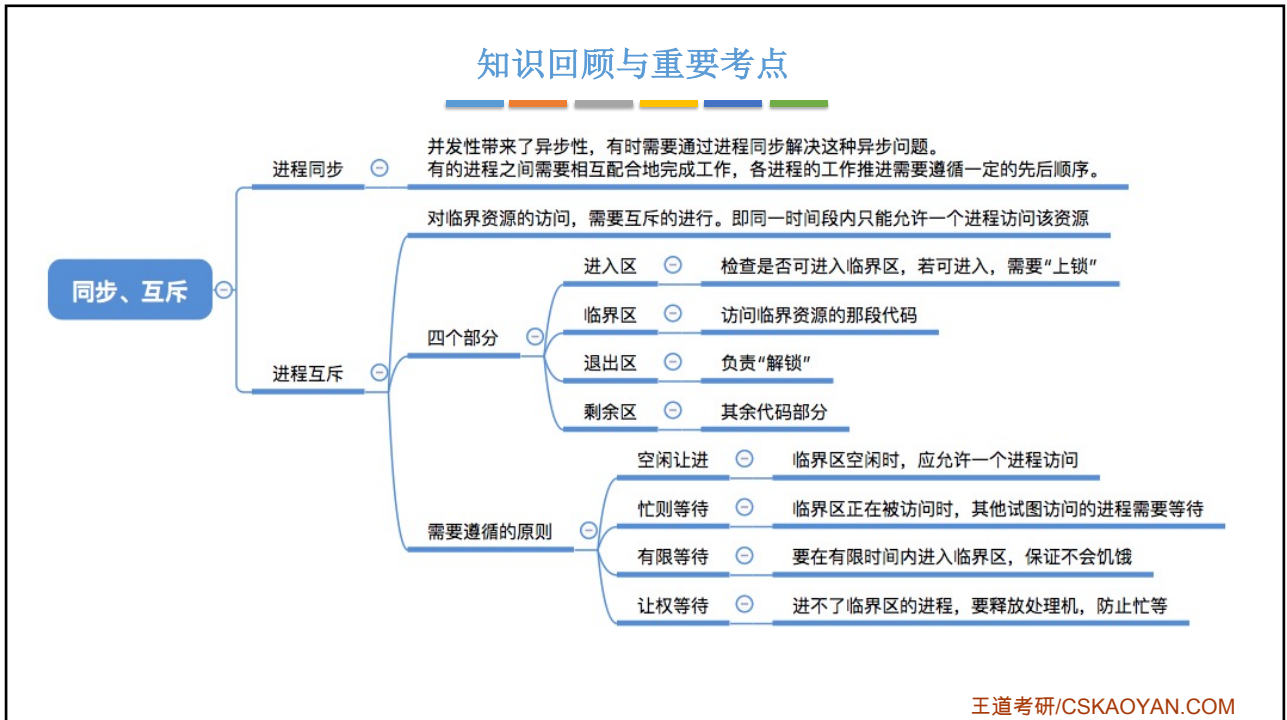 知识回顾与重要考点
并发性带来了异步性，有时需要通过进程同步解决这种异步问题。
进程同步
有的进程之间需要相互配合地完成工作，各进程的工作推进需要遵循一定的先后顺序。
对临界资源的访问，需要互斥的进行。即同一时间段内只能允许一个进程访问该资源
进入区 检查是否可进入临界区，若可进入，需要“上锁”
同步、互斥
临界区 访问临界资源的那段代码
四个部分
退出区 负责“解锁”
进程互斥
剩余区 其余代码部分
空闲让进 临界区空闲时，应允许一个进程访问
忙则等待 临界区正在被访问时，其他试图访问的进程需要等待
需要遵循的原则
有限等待 要在有限时间内进入临界区，保证不会饥饿
让权等待 进不了临界区的进程，要释放处理机，防止忙等
王道考研/CSKAOYAN.COM